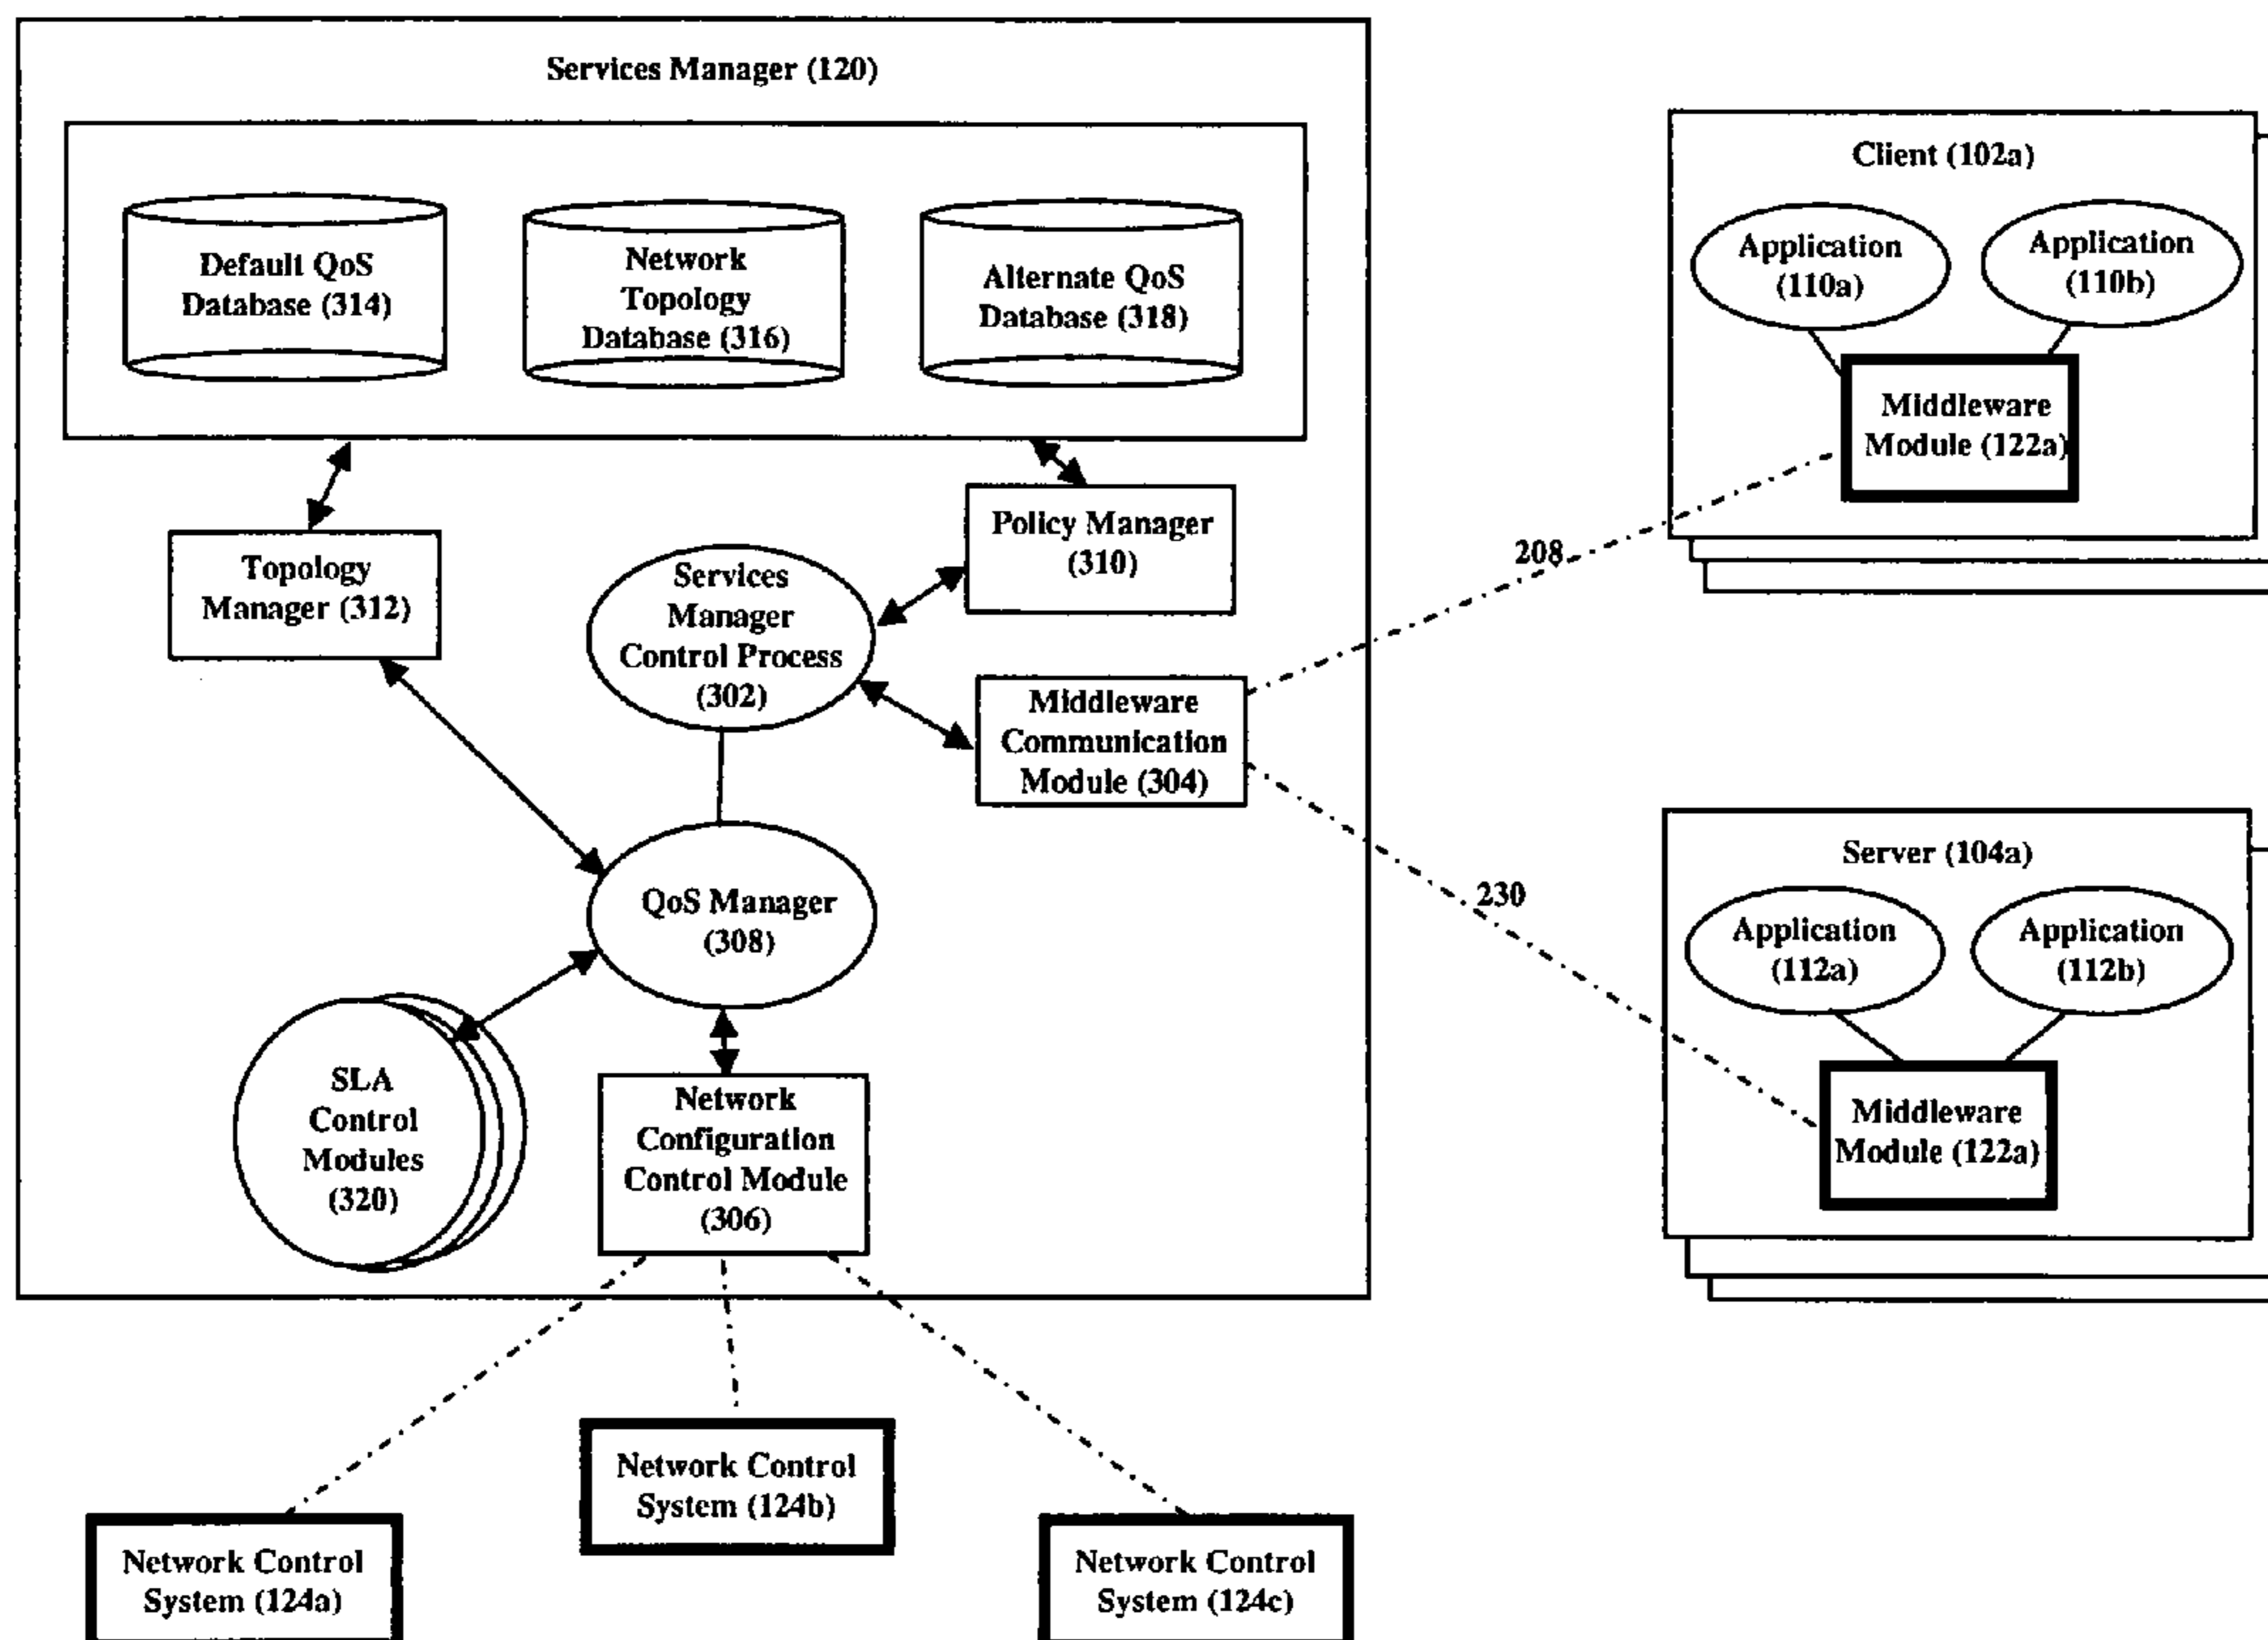 Services Manager (120)
Default QoS
Database (314)
Network
Topology
Database (316)
Alternate QoS
Database (318)
Topology
Manager (312)
Policy Manager
(310)
Services
Manager
Control Process
(302)
Middleware
Communication
Module (304)
QoS Manager
(308)
SLA
Control
Modules
(320)
Network
Configuration
Control Module
(306)
Network Control
System (124a)
Network Control
System (124b)
Network Control
System (124c)
208
230
Client (102a)
Application
(110a)
Application
(110b)
Middleware
Module (122a)
Server (104a)
Application
(112a)
Application
(112b)
Middleware
Module (122a)